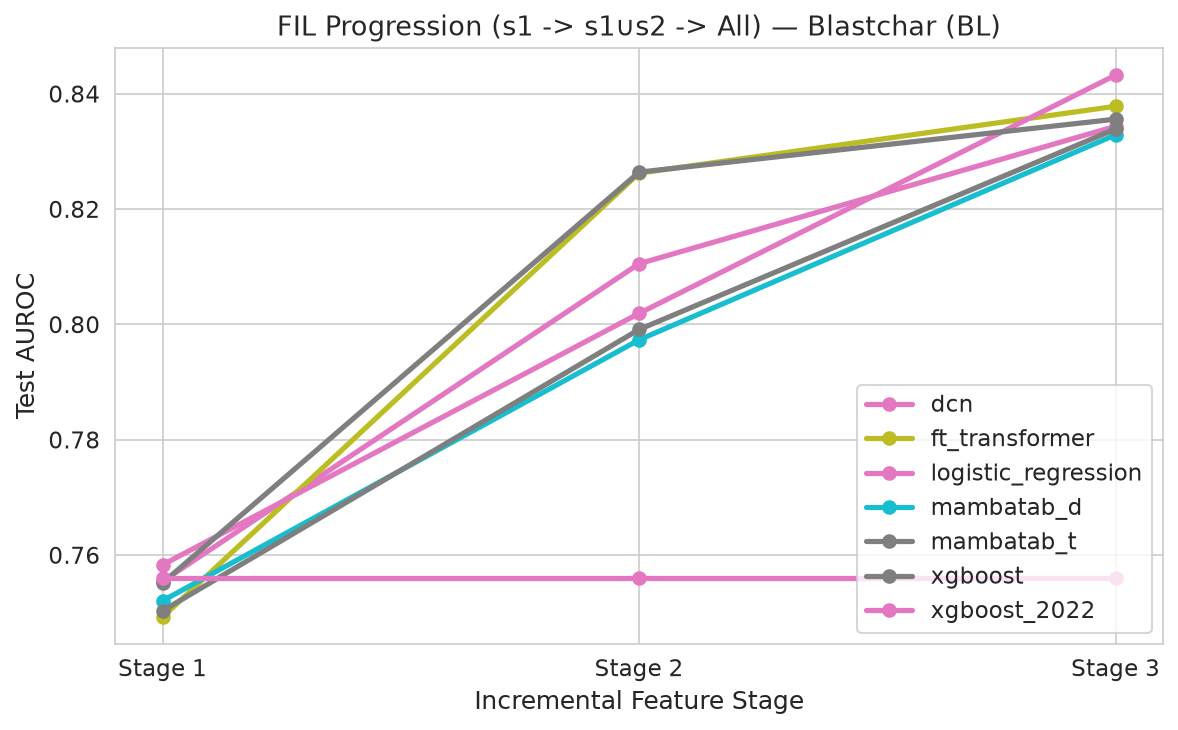 FIL Progression (s1 -> s1∪s2 -> All) — Blastchar (BL)
Test AUROC
0.84
0.82
0.80
0.78
0.76
dcn
ft_transformer
logistic_regression
mambatab_d
mambatab_t
xgboost
xgboost_2022
Stage 1
Stage 2
Stage 3
Incremental Feature Stage